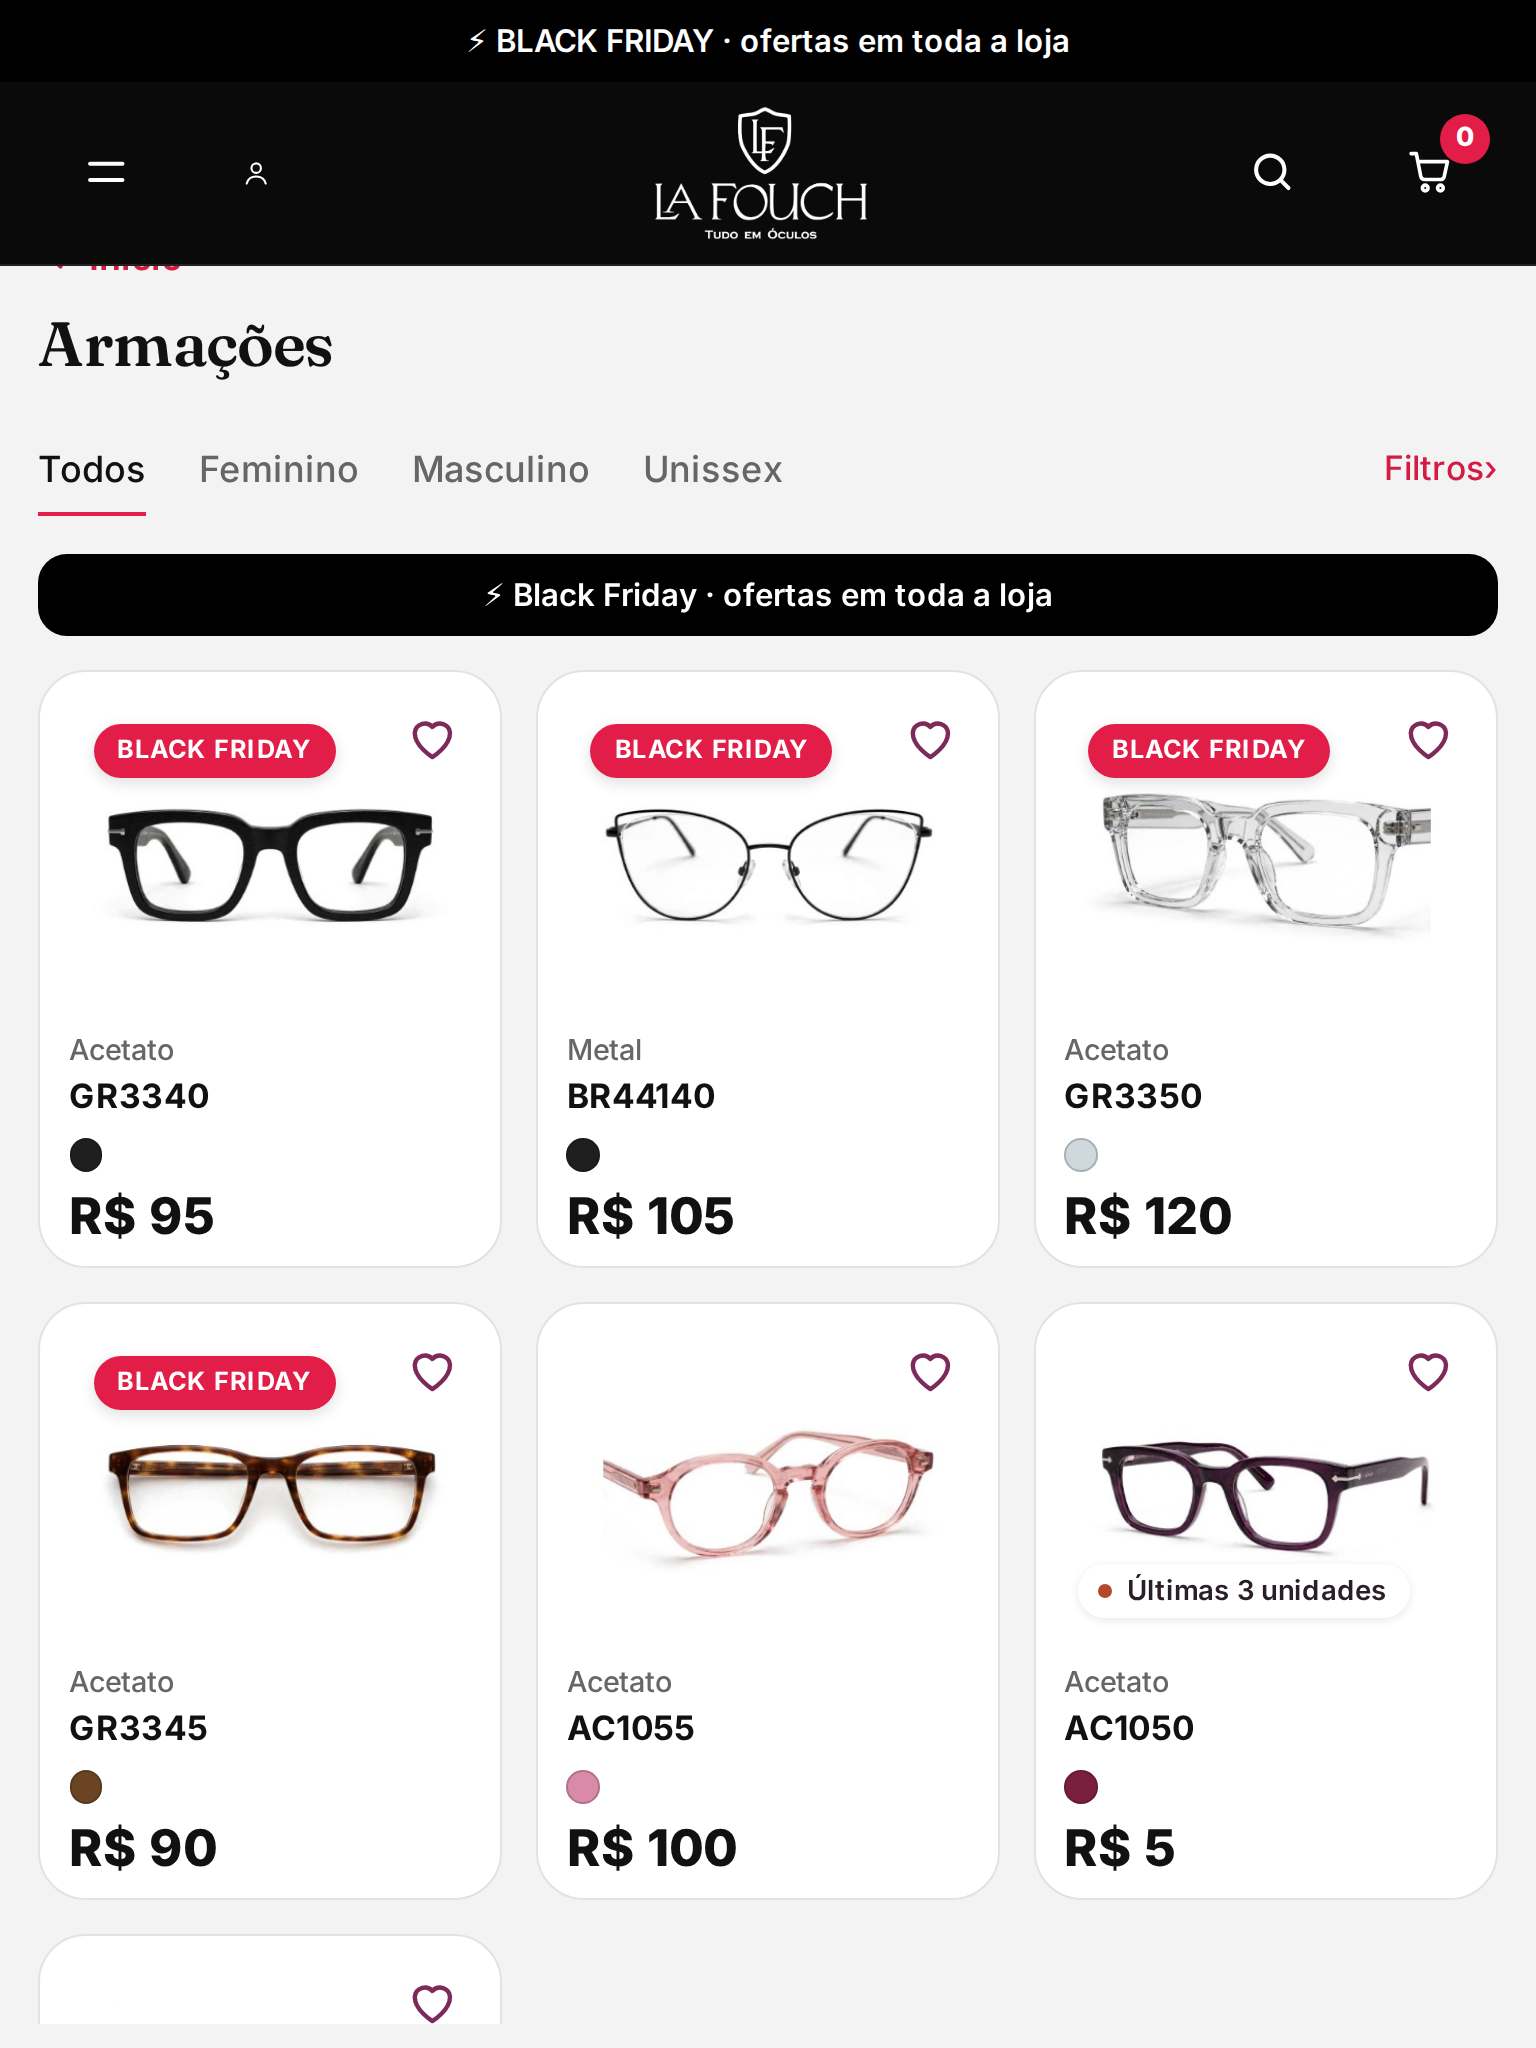 ⚡ BLACK FRIDAY · ofertas em toda a loja
0
LF
LA FOUCH
TUDO EM ÓCULOS
Armações
Todos Feminino Masculino Unissex Filtros›
⚡ Black Friday · ofertas em toda a loja
BLACK FRIDAY BLACK FRIDAY BLACK FRIDAY
Acetato Metal Acetato
GR3340 BR44140 GR3350
R$ 95 R$ 105 R$ 120
BLACK FRIDAY
Últimas 3 unidades
Acetato Acetato Acetato
GR3345 AC1055 AC1050
R$ 90 R$ 100 R$ 5